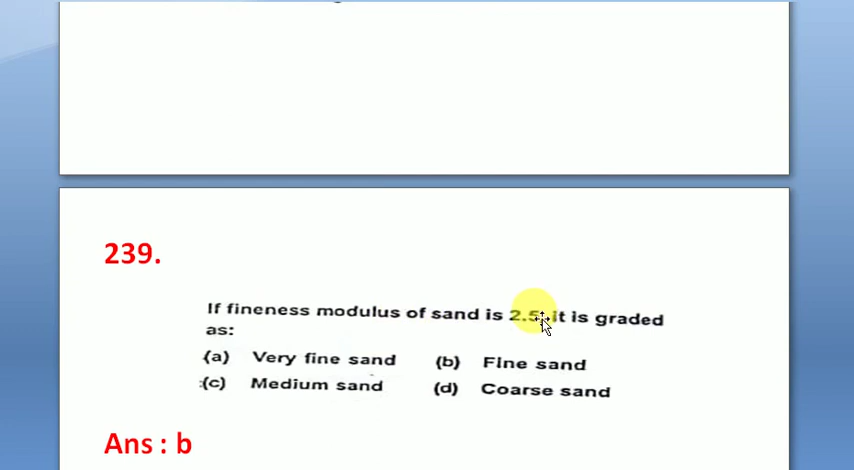 239.
If fineness modulus of sand is 2.5, it is graded
as:
(a) Very fine sand (b) Fine sand
(c) Medium sand (d) Coarse sand
Ans : b